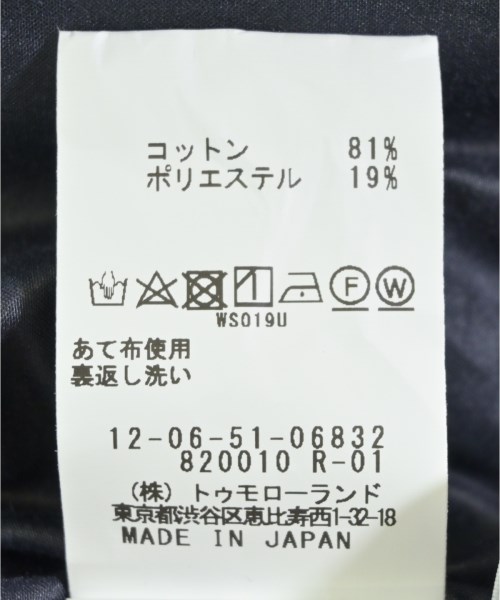 コットン 81%
ポリエステル 19%
F W
WS019U
あて布使用
裏返し洗い
12-06-51-06832
820010 R-01
(株) トゥモローランド
東京都渋谷区恵比寿西1-32-18
MADE IN JAPAN